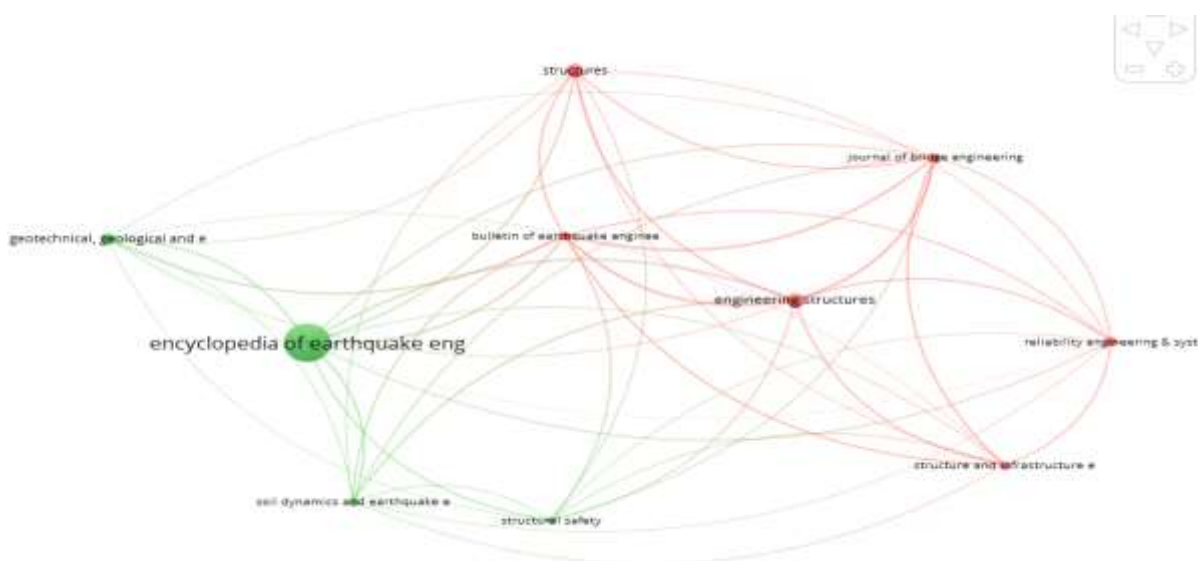 structures
journal of bridge engineering
geotechnical, geological and e
bulletin of earthquake enginee
engineering structures
encyclopedia of earthquake eng
reliability engineering & syst
structure and infrastructure e
soil dynamics and earthquake e
structural safety